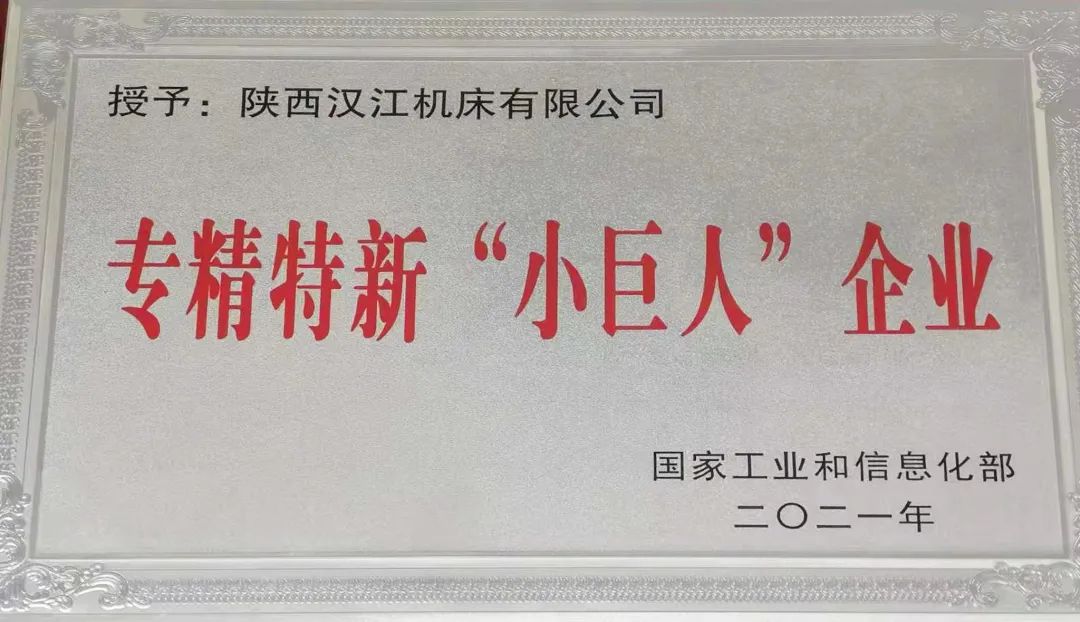 授予：陕西汉江机床有限公司
专精特新“小巨人”企业
国家工业和信息化部
二〇二一年